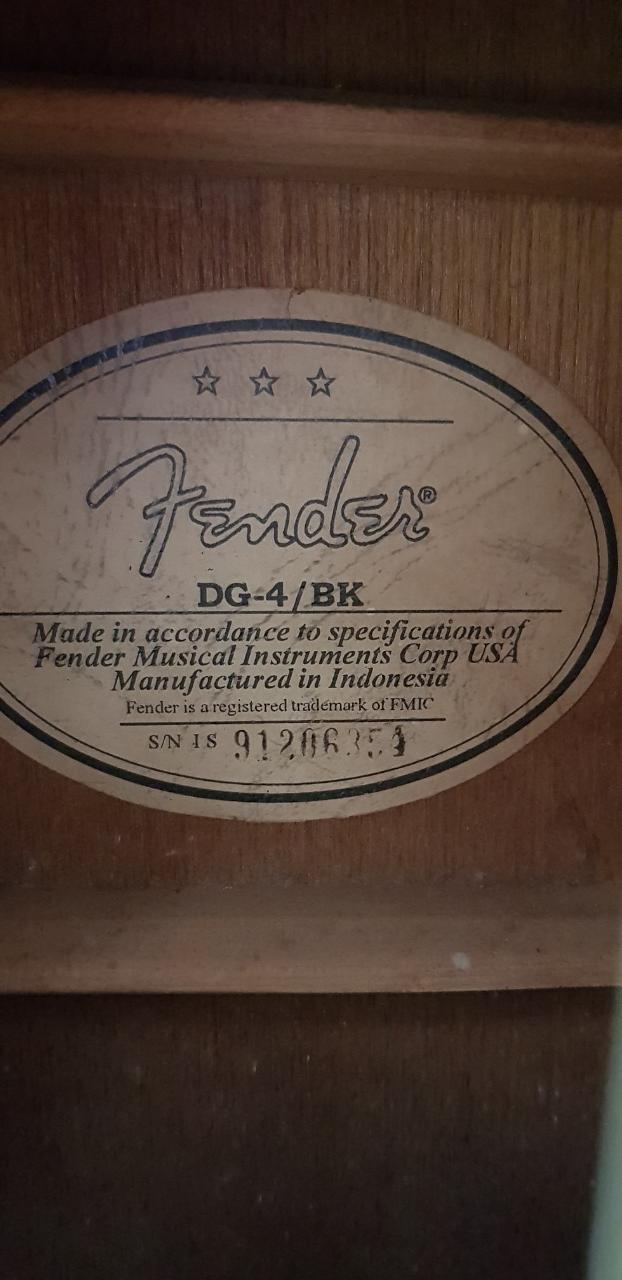 Fender®
DG-4/BK
Made in accordance to specifications of
Fender Musical Instruments Corp USA
Manufactured in Indonesia
Fender is a registered trademark of FMIC
S/N I S